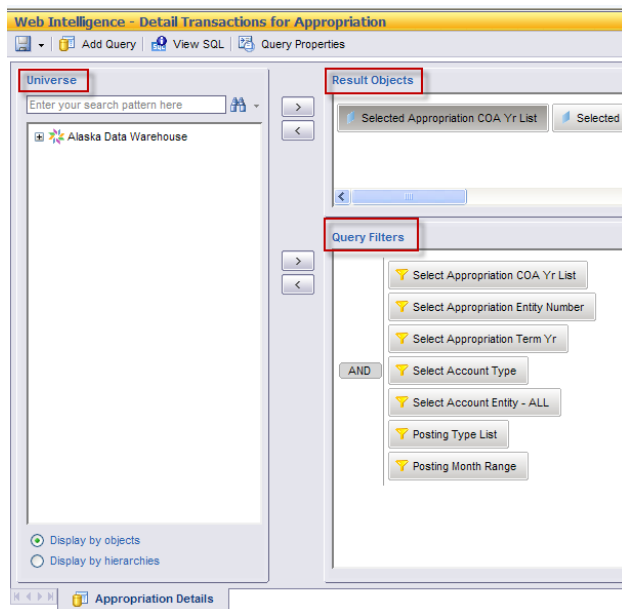 Web Intelligence - Detail Transactions for Appropriation
Add Query View SQL Query Properties
Universe
Enter your search pattern here
Alaska Data Warehouse
Display by objects
Display by hierarchies
>
<
Result Objects
Selected Appropriation COA Yr List Selected
>
<
Query Filters
AND
Select Appropriation COA Yr List
Select Appropriation Entity Number
Select Appropriation Term Yr
Select Account Type
Select Account Entity - ALL
Posting Type List
Posting Month Range
Appropriation Details